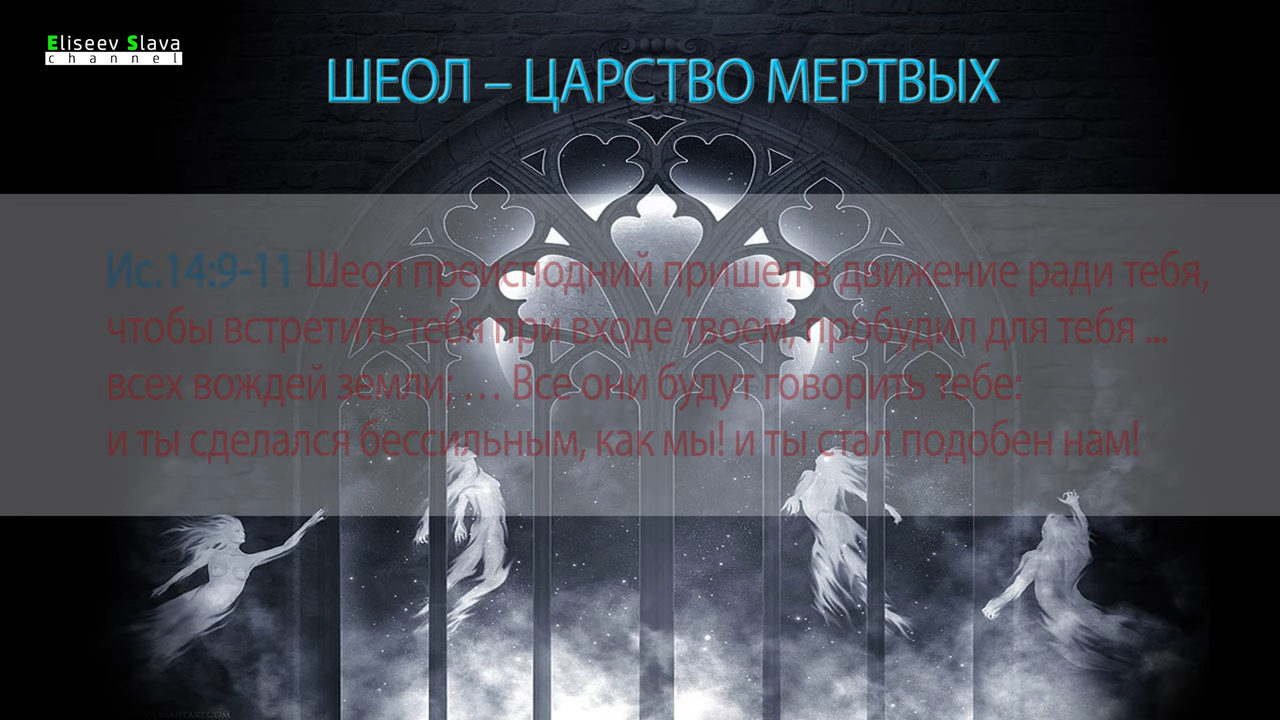 Eliseev Slava
channel
ШЕОЛ – ЦАРСТВО МЕРТВЫХ
Ис.14:9-11 Шеол преисподний пришел в движение ради тебя,
чтобы встретить тебя при входе твоем; пробудил для тебя ...
всех вождей земли; … Все они будут говорить тебе:
и ты сделался бессильным, как мы! и ты стал подобен нам!